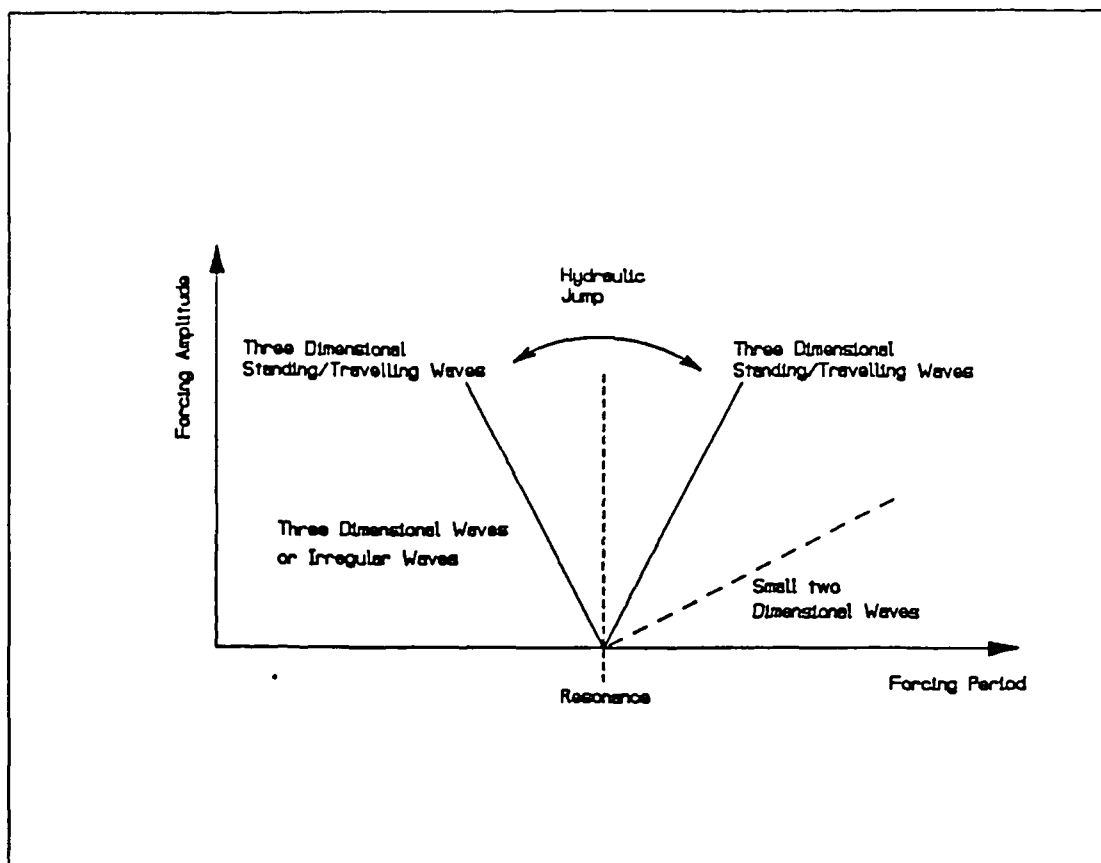 Hydraulic
Jump
Forcing Amplitude
Three Dimensional
Standing/Travelling Waves
Three Dimensional
Standing/Travelling Waves
Three Dimensional Waves
or Irregular Waves
Small two
Dimensional Waves
Resonance
Forcing Period